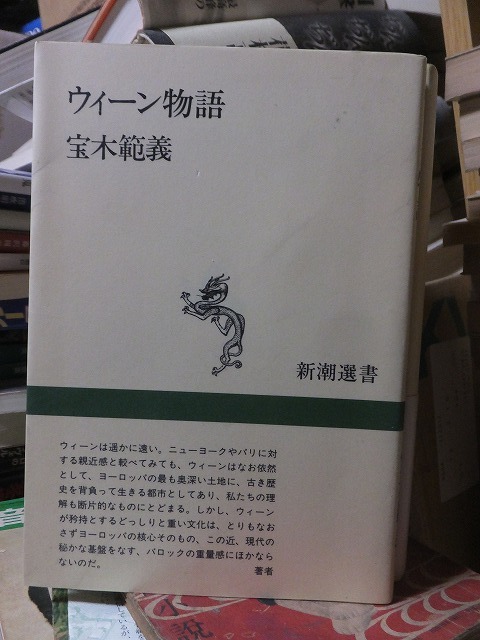 ウィーン物語
宝木範義
新潮選書
ウィーンは遥かに遠い。ニューヨークやパリに対
する親近感と較べてみても、ウィーンはなお依然
として、ヨーロッパの最も奥深い土地に、古き歴
史を背負って生きる都市としてあり、私たちの理
解も断片的なものにとどまる。しかし、ウィーン
が矜持とするどっしりと重い文化は、とりもなお
さずヨーロッパの核心そのもの、この近、現代の
秘かな基盤をなす、バロックの重量感にほかなら
ないのだ。
著者
小説